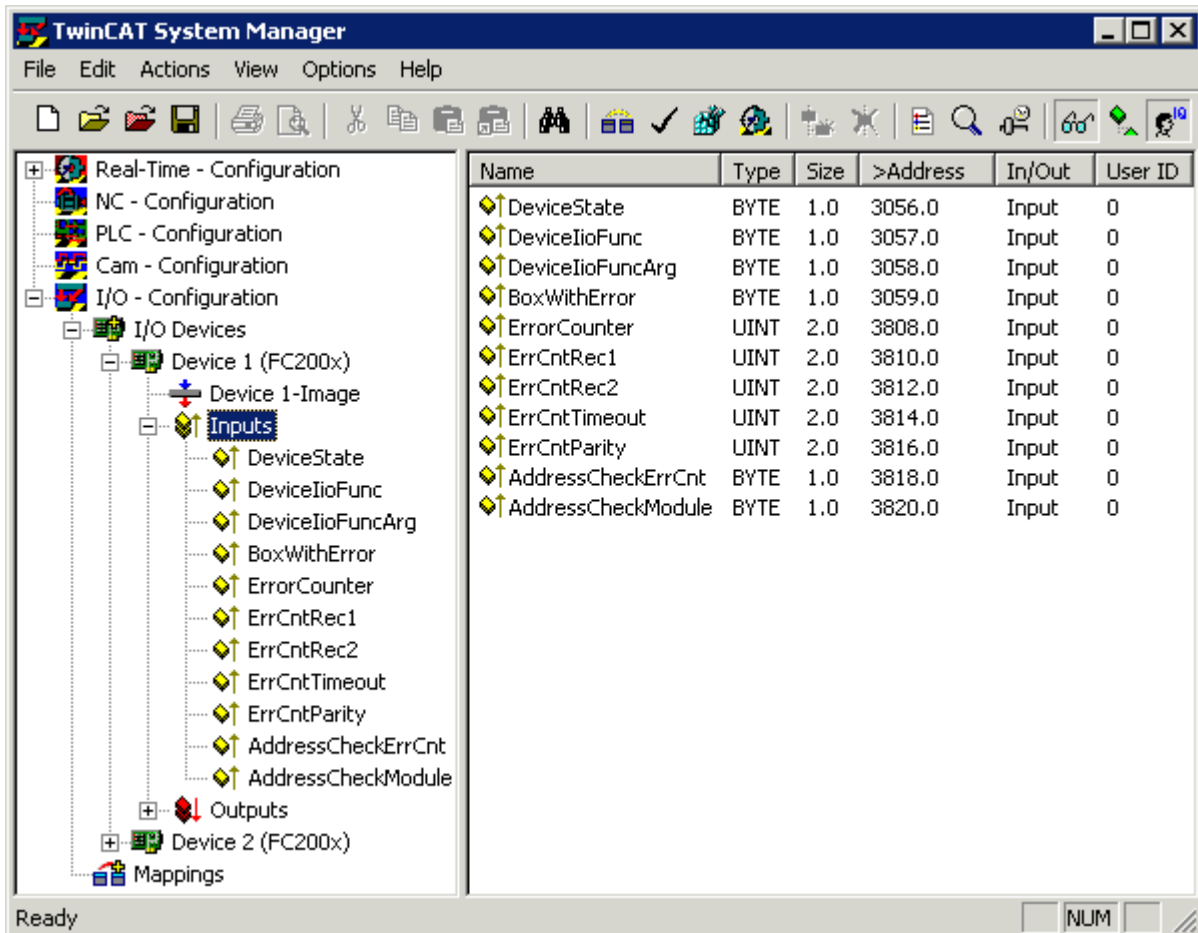 TwinCAT System Manager
File Edit Actions View Options Help
Real-Time - Configuration
NC - Configuration
PLC - Configuration
Cam - Configuration
I/O - Configuration
I/O Devices
Device 1 (FC200x)
Device 1-Image
Inputs
DeviceState
DeviceIioFunc
DeviceIioFuncArg
BoxWithError
ErrorCounter
ErrCntRec1
ErrCntRec2
ErrCntTimeout
ErrCntParity
AddressCheckErrCnt
AddressCheckModule
Outputs
Device 2 (FC200x)
Mappings
Name Type Size >Address In/Out User ID
DeviceState BYTE 1.0 3056.0 Input 0
DeviceIioFunc BYTE 1.0 3057.0 Input 0
DeviceIioFuncArg BYTE 1.0 3058.0 Input 0
BoxWithError BYTE 1.0 3059.0 Input 0
ErrorCounter UINT 2.0 3808.0 Input 0
ErrCntRec1 UINT 2.0 3810.0 Input 0
ErrCntRec2 UINT 2.0 3812.0 Input 0
ErrCntTimeout UINT 2.0 3814.0 Input 0
ErrCntParity UINT 2.0 3816.0 Input 0
AddressCheckErrCnt BYTE 1.0 3818.0 Input 0
AddressCheckModule BYTE 1.0 3820.0 Input 0
Ready NUM